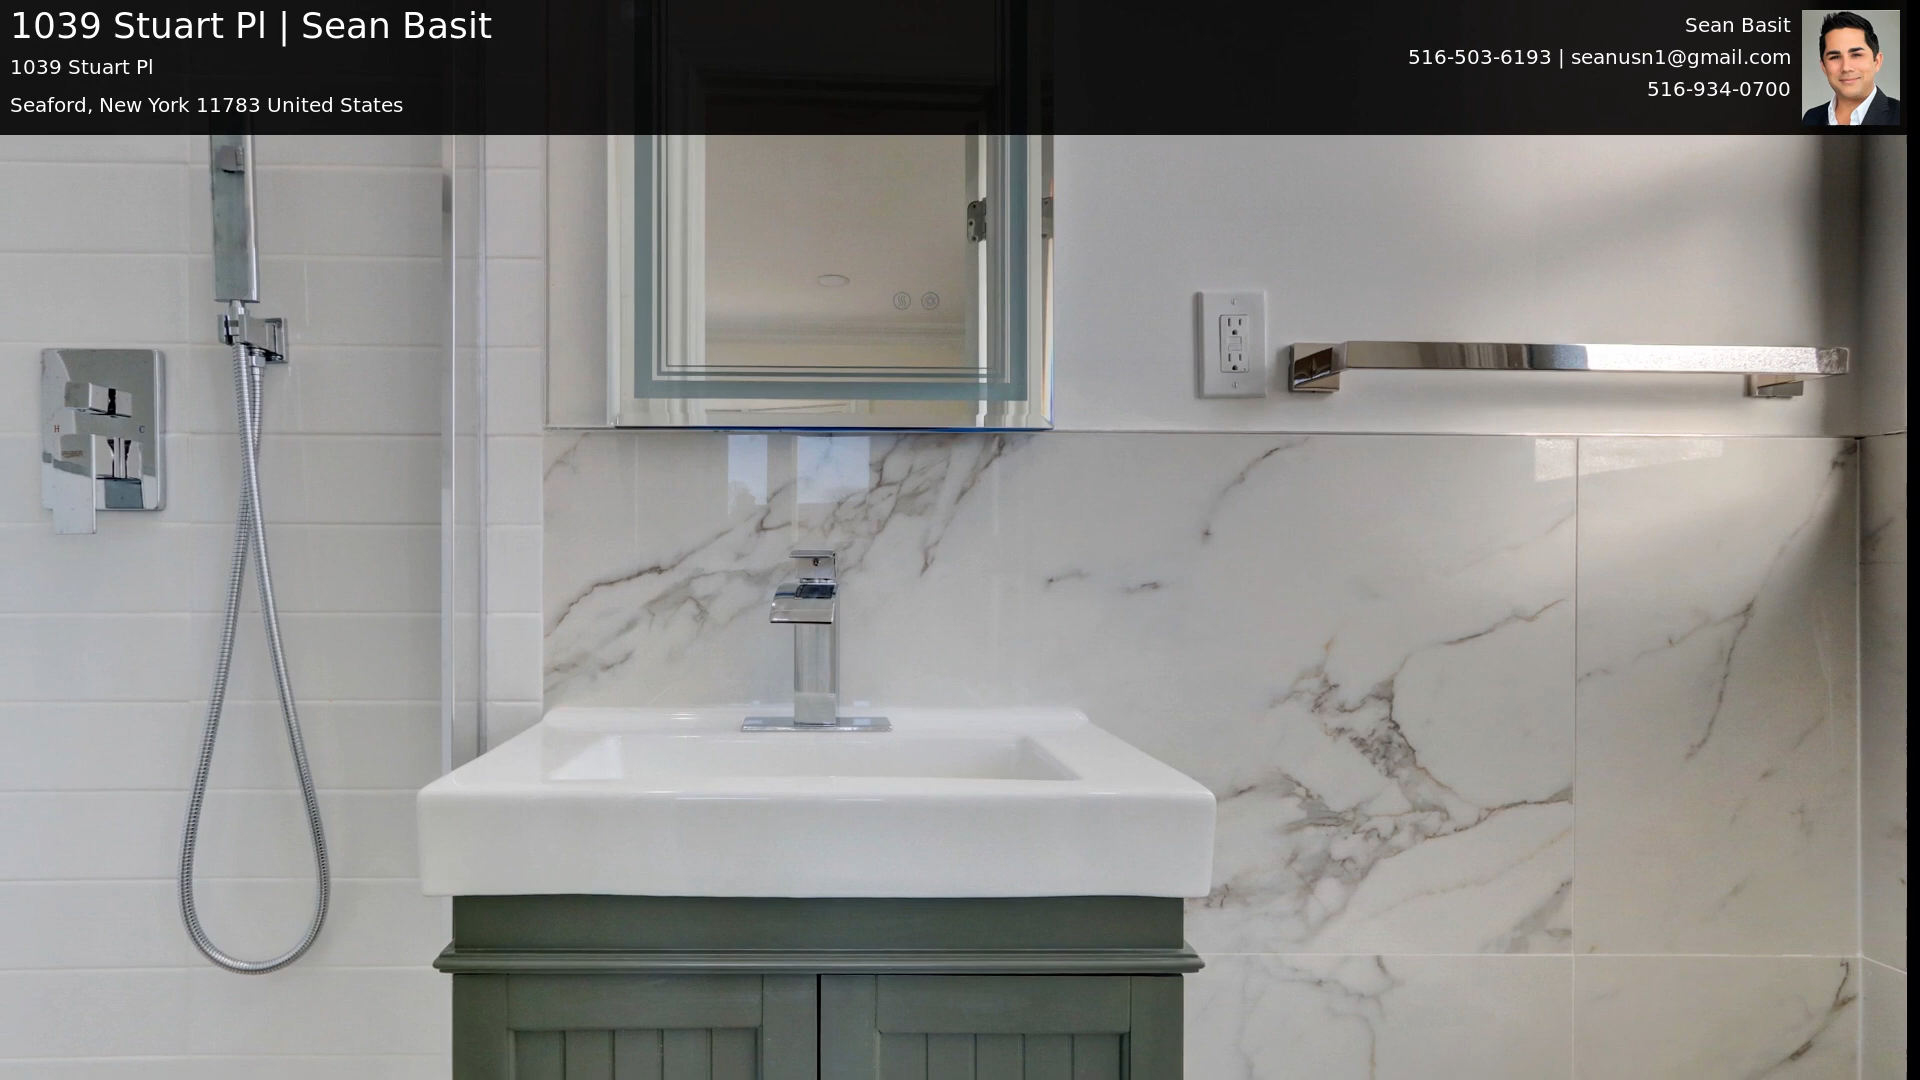 1039 Stuart Pl | Sean Basit
1039 Stuart Pl
Seaford, New York 11783 United States
Sean Basit
516-503-6193 | seanusn1@gmail.com
516-934-0700
H C